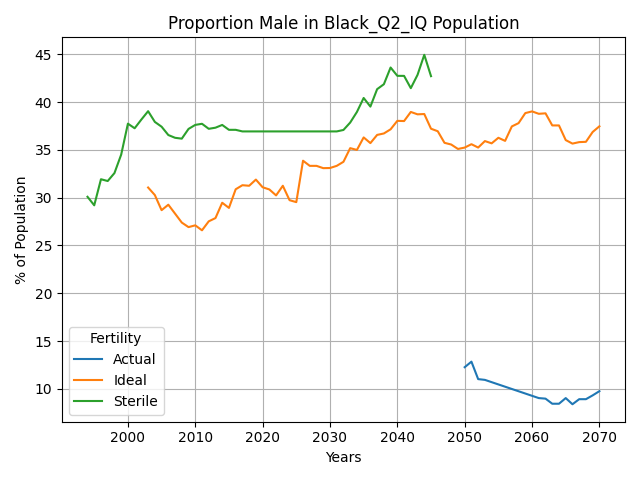 Proportion Male in Black_Q2_IQ Population
% of Population
45
40
35
30
25
20
15
10
Fertility
Actual
Ideal
Sterile
2000 2010 2020 2030 2040 2050 2060 2070
Years